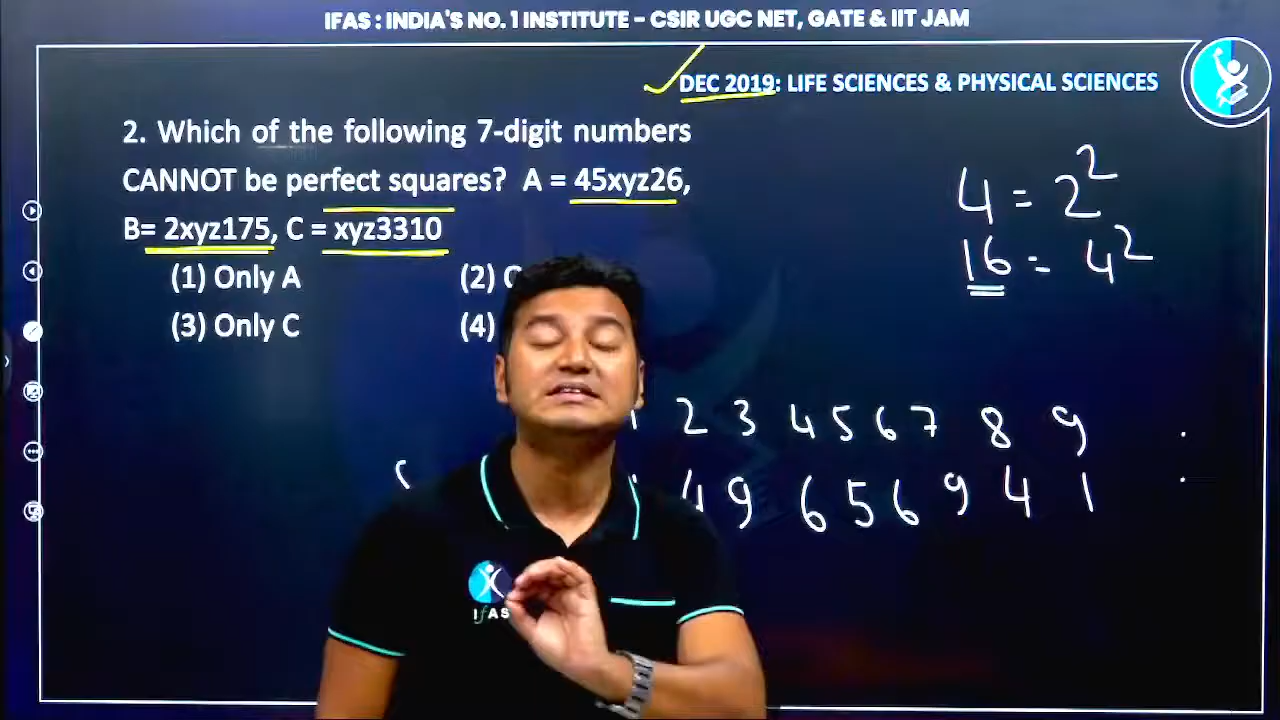 IFAS : INDIA'S NO. 1 INSTITUTE – CSIR UGC NET, GATE & IIT JAM
DEC 2019: LIFE SCIENCES & PHYSICAL SCIENCES
2. Which of the following 7-digit numbers
CANNOT be perfect squares? A = 45xyz26,
B= 2xyz175, C = xyz3310
(1) Only A (2)
(3) Only C (4)
4 = 2²
16 = 4²
2 3 4 5 6 7 8 9
4 9 6 5 6 9 4 1
IFAS